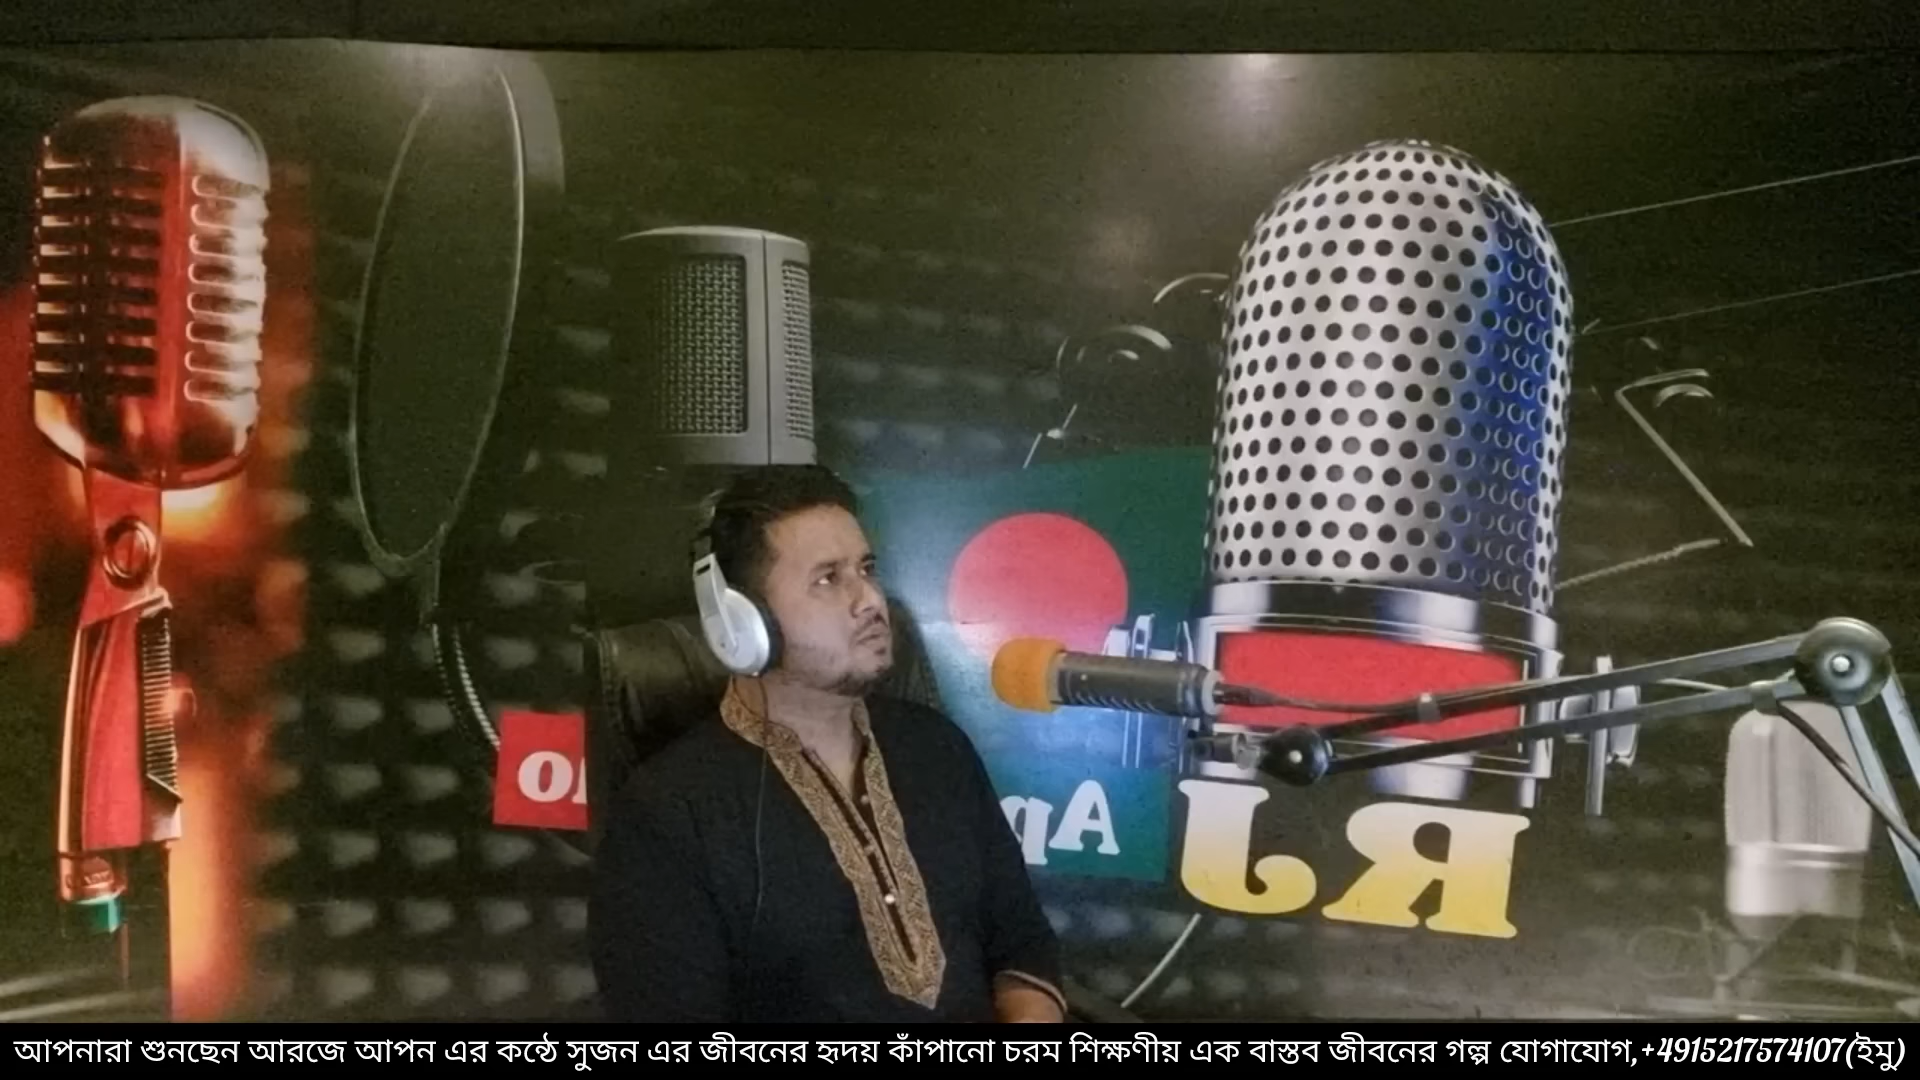 RJ
Ap
আপনারা শুনছেন আরজে আপন এর কন্ঠে সুজন এর জীবনের হৃদয় কাঁপানো চরম শিক্ষণীয় এক বাস্তব জীবনের গল্প যোগাযোগ,+4915217574107(ইমু)